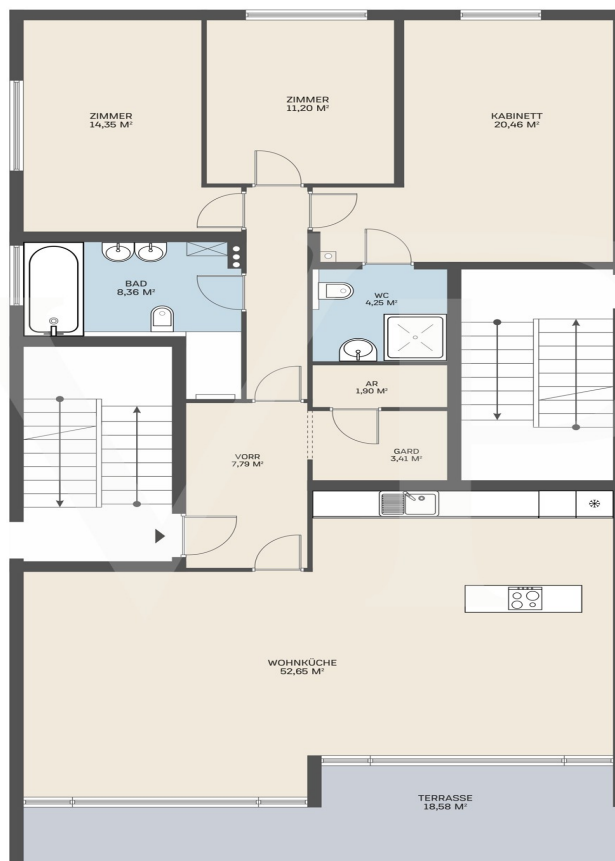 ZIMMER
14,35 M²
ZIMMER
11,20 M²
KABINETT
20,46 M²
BAD
8,36 M²
WC
4,25 M²
AR
1,90 M²
GARD
3,41 M²
VORR
7,79 M²
WOHNKÜCHE
52,65 M²
TERRASSE
18,58 M²